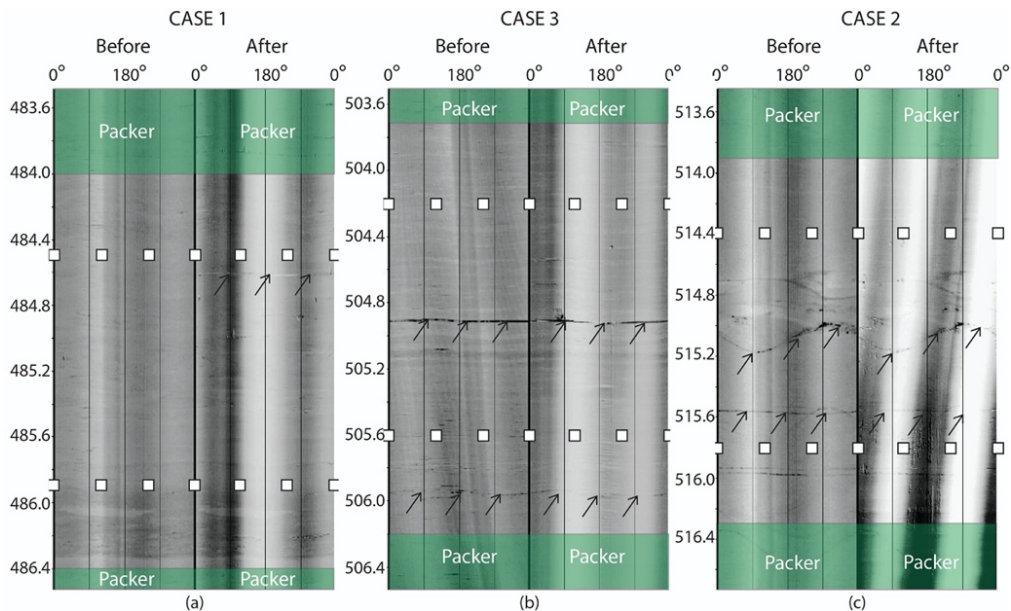 CASE 1
CASE 3
CASE 2
Before After
Before After
Before After
0° 180° 0° 180° 0°
0° 180° 0° 180° 0°
0° 180° 0° 180° 0°
483.6
484.0
484.4
484.8
485.2
485.6
486.0
486.4
Packer Packer
Packer Packer
(a)
503.6
504.0
504.4
504.8
505.2
505.6
506.0
506.4
Packer Packer
Packer Packer
(b)
513.6
514.0
514.4
514.8
515.2
515.6
516.0
516.4
Packer Packer
Packer Packer
(c)